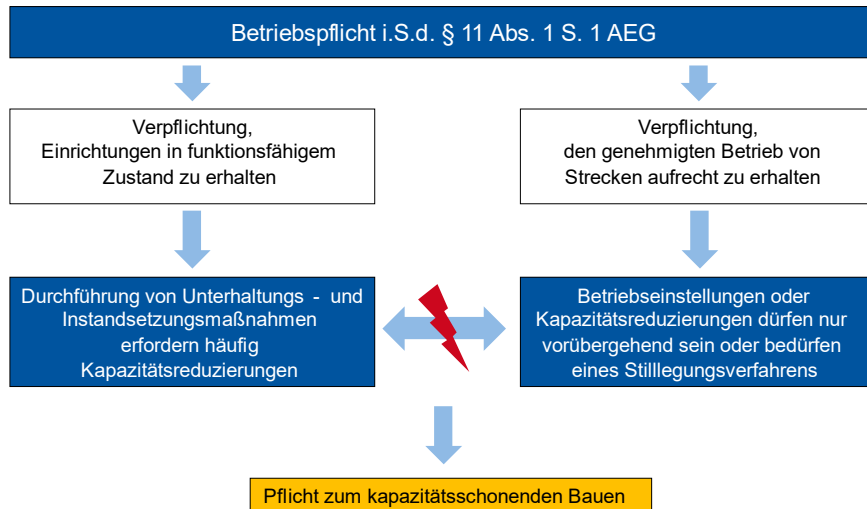 Betriebspflicht i.S.d. § 11 Abs. 1 S. 1 AEG
Verpflichtung,
Einrichtungen in funktionsfähigem
Zustand zu erhalten
Verpflichtung,
den genehmigten Betrieb von
Strecken aufrecht zu erhalten
Durchführung von Unterhaltungs - und
Instandsetzungsmaßnahmen
erfordern häufig
Kapazitätsreduzierungen
Betriebseinstellungen oder
Kapazitätsreduzierungen dürfen nur
vorübergehend sein oder bedürfen
eines Stilllegungsverfahrens
Pflicht zum kapazitätsschonenden Bauen